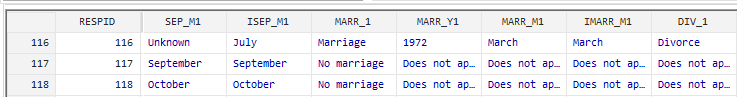 RESPID SEP_M1 ISEP_M1 MARR_1 MARR_Y1 MARR_M1 IMARR_M1 DIV_1
116 116 Unknown July Marriage 1972 March March Divorce
117 117 September September No marriage Does not ap... Does not ap... Does not ap... Does not ap...
118 118 October October No marriage Does not ap... Does not ap... Does not ap... Does not ap...